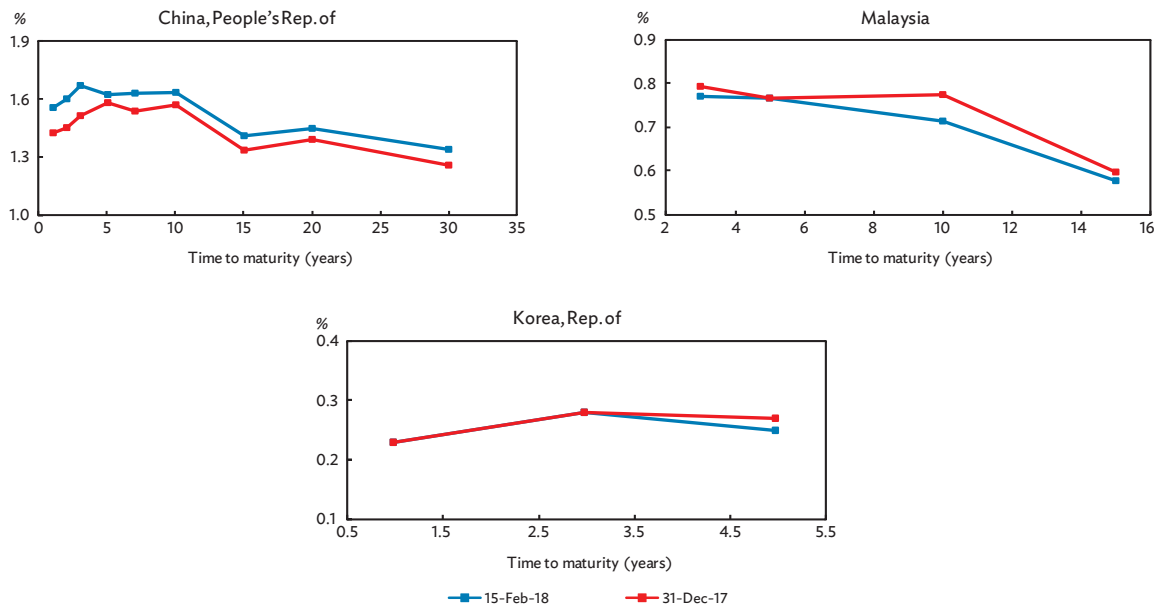 China, People's Rep. of
%
1.9
1.6
1.3
1.0
0 5 10 15 20 25 30 35
Time to maturity (years)
Malaysia
%
0.9
0.8
0.7
0.6
0.5
2 4 6 8 10 12 14 16
Time to maturity (years)
Korea, Rep. of
%
0.4
0.3
0.2
0.1
0.5 1.5 2.5 3.5 4.5 5.5
Time to maturity (years)
15-Feb-18 31-Dec-17